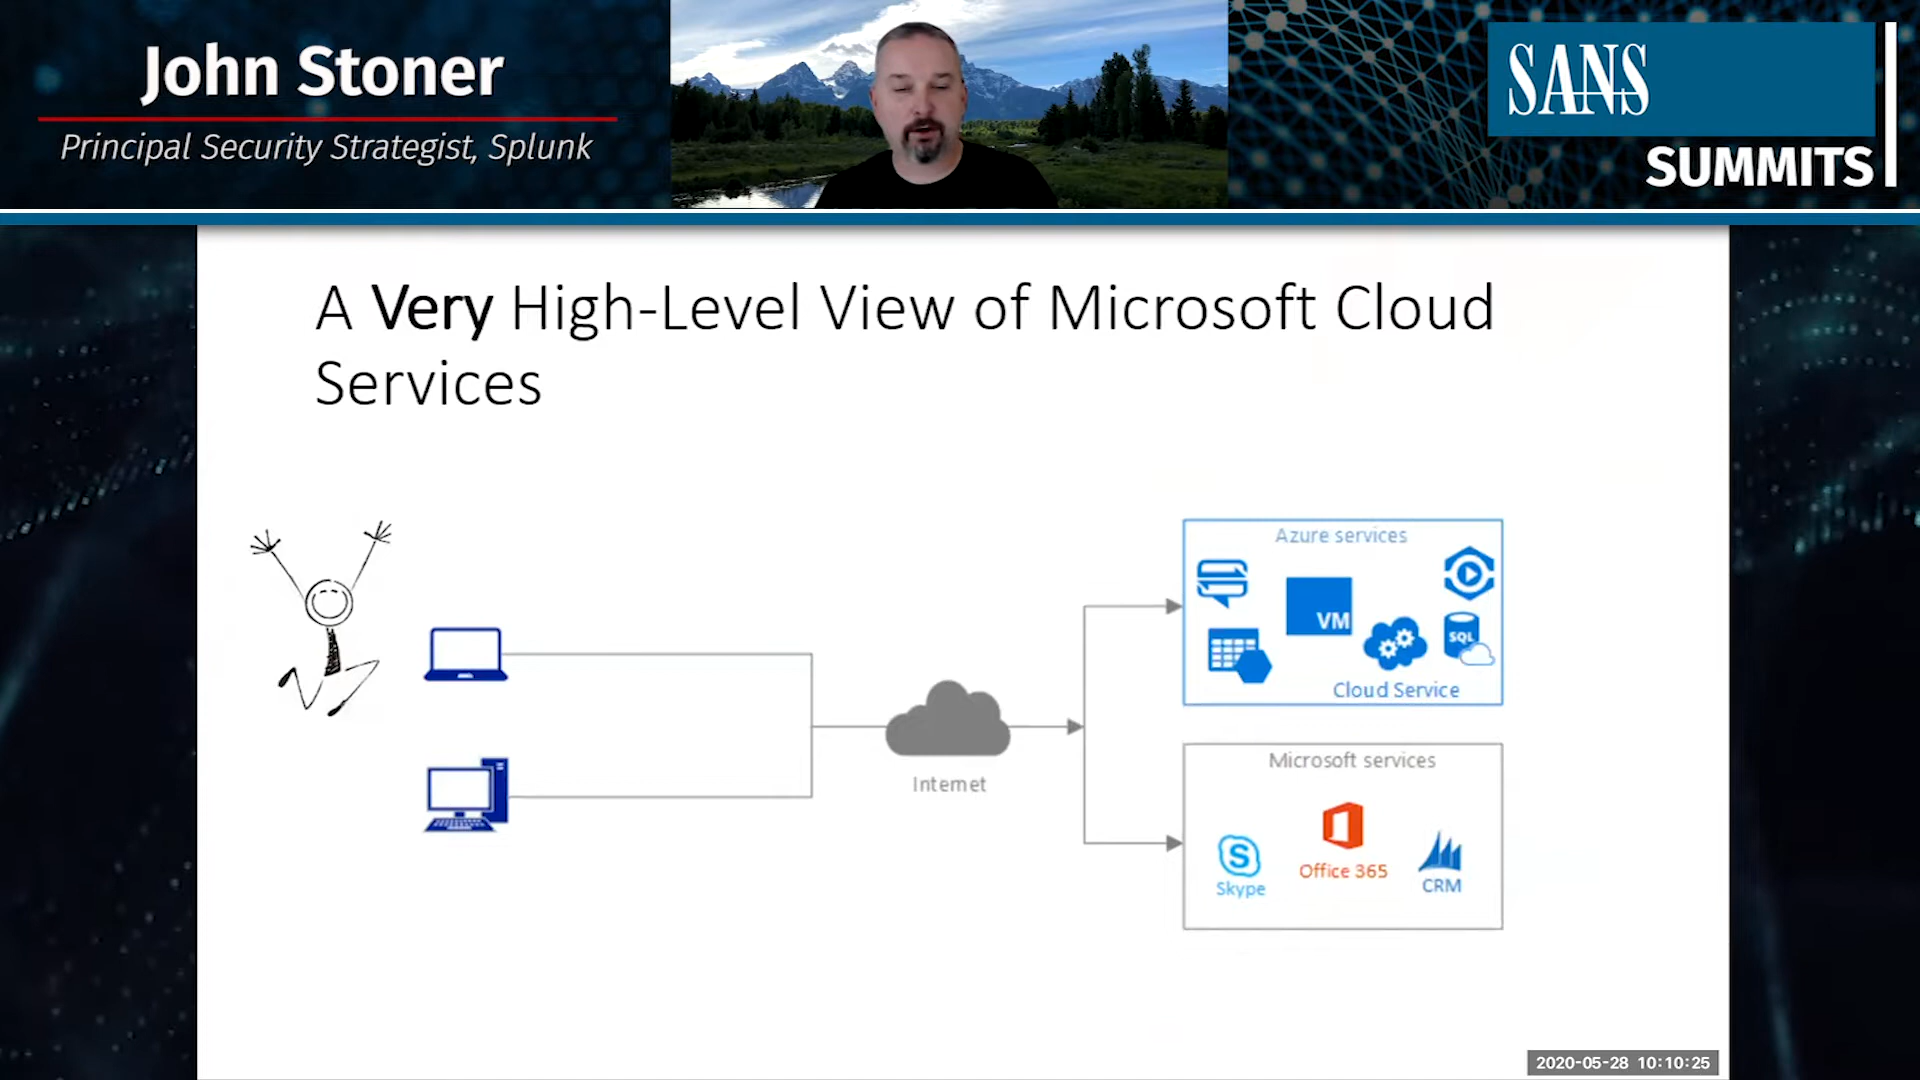 John Stoner
Principal Security Strategist, Splunk
SANS
SUMMITS
A Very High-Level View of Microsoft Cloud
Services
Azure services
VM
SQL
Cloud Service
Internet
Microsoft services
Skype
Office 365
CRM
2020-05-28 10:10:25